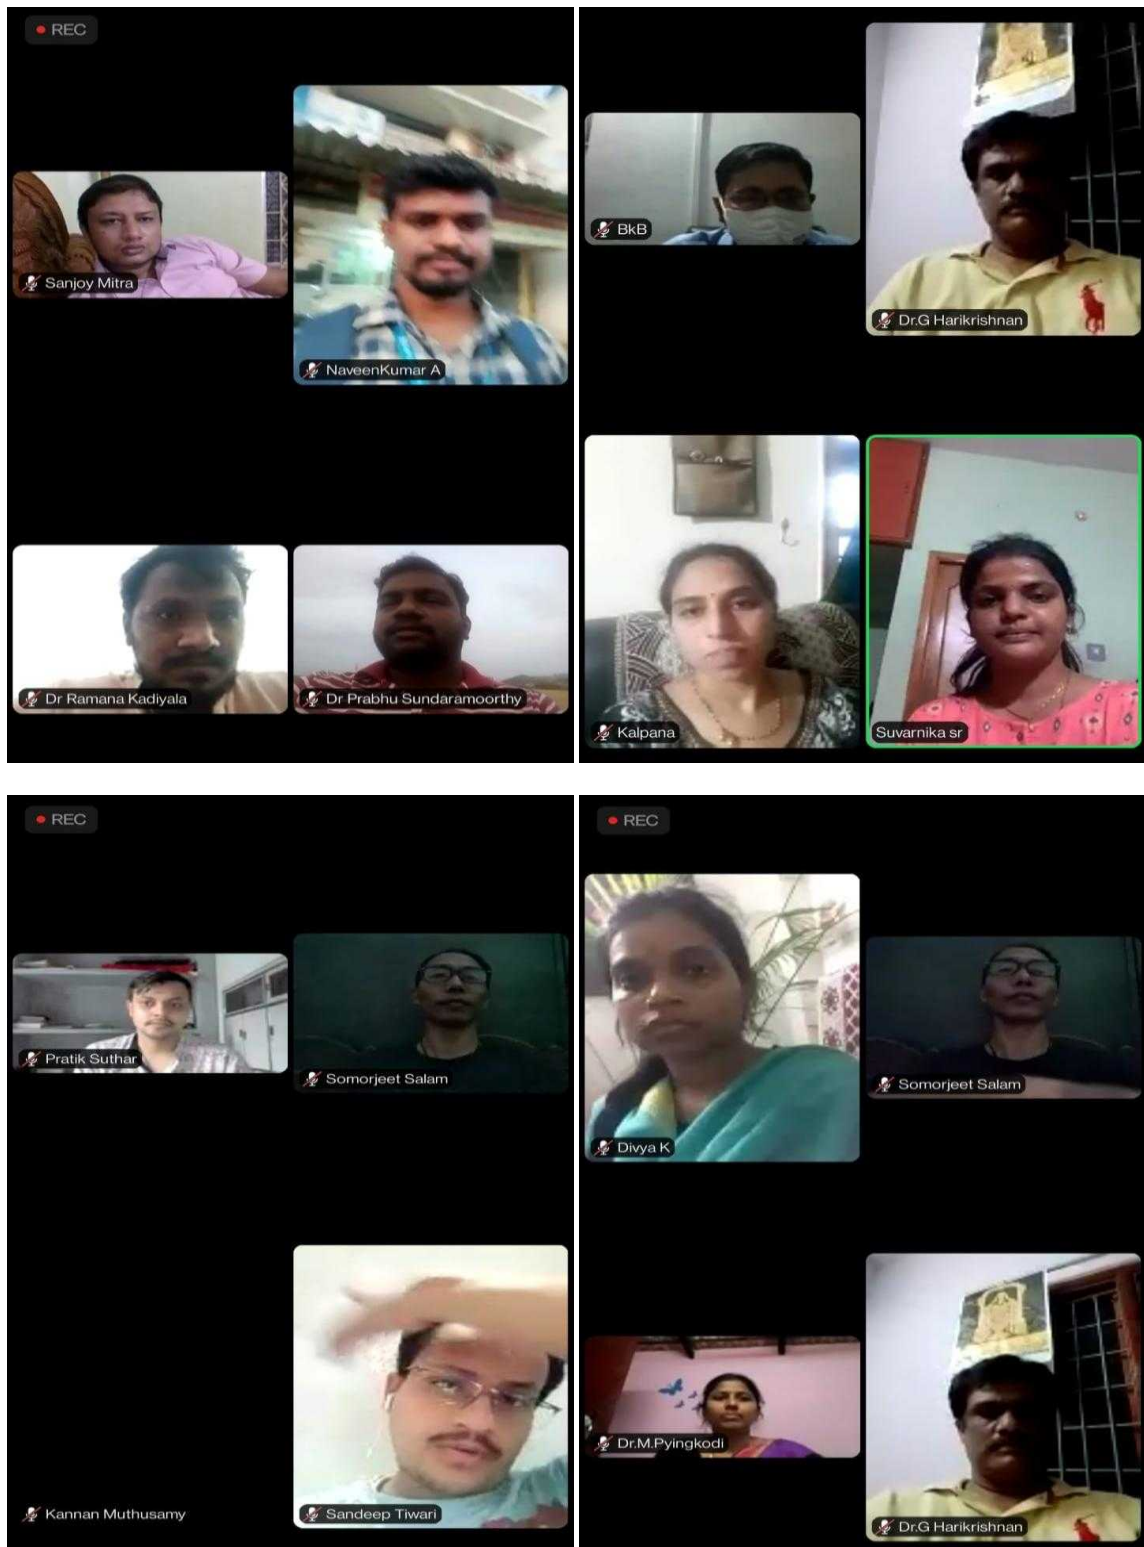 REC
Sanjoy Mitra
NaveenKumar A
Dr Ramana Kadiyala
Dr Prabhu Sundaramoorthy
BkB
Dr.G Harikrishnan
Kalpana
Suvarnika sr
REC
Pratik Suthar
Somorjeet Salam
Kannan Muthusamy
Sandeep Tiwari
REC
Divya K
Somorjeet Salam
Dr.M.Pyingkodi
Dr.G Harikrishnan